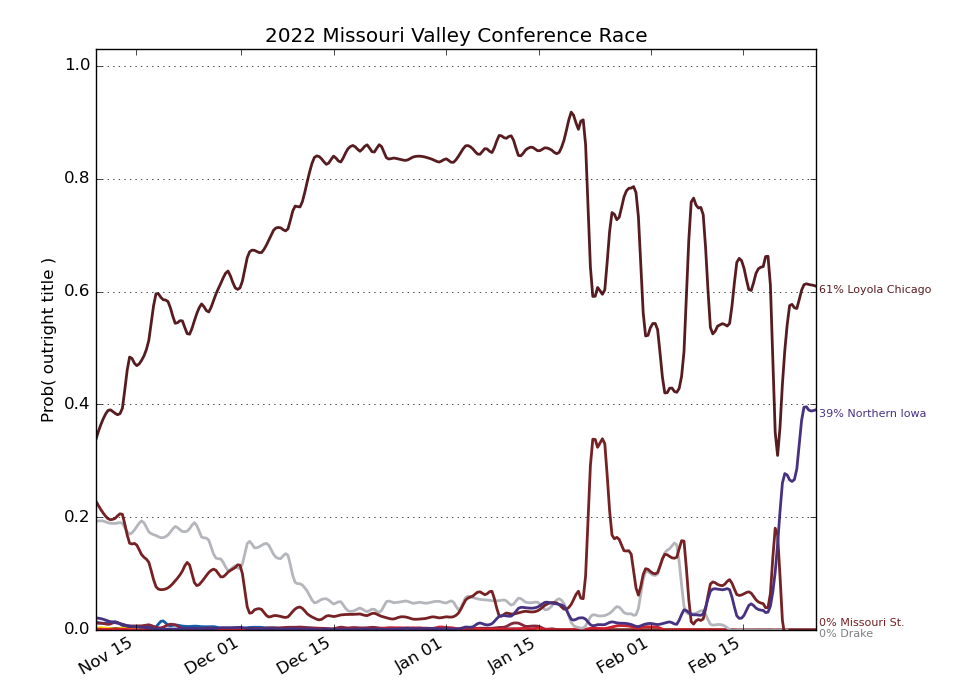 2022 Missouri Valley Conference Race
1.0
0.8
0.6
0.4
0.2
0.0
Prob( outright title )
61% Loyola Chicago
39% Northern Iowa
0% Missouri St.
0% Drake
Nov 15
Dec 01
Dec 15
Jan 01
Jan 15
Feb 01
Feb 15